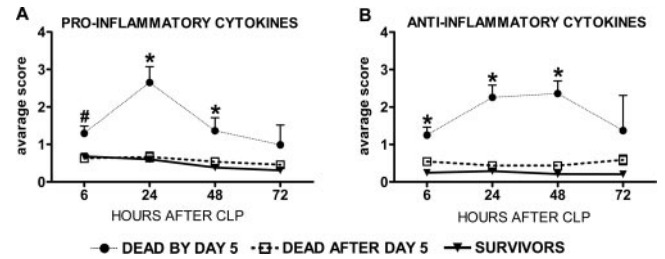 A PRO-INFLAMMATORY CYTOKINES
avarage score
4
3
2
1
0
# * *
6 24 48 72
HOURS AFTER CLP
B ANTI-INFLAMMATORY CYTOKINES
avarage score
4
3
2
1
0
* * *
6 24 48 72
HOURS AFTER CLP
DEAD BY DAY 5 DEAD AFTER DAY 5 SURVIVORS